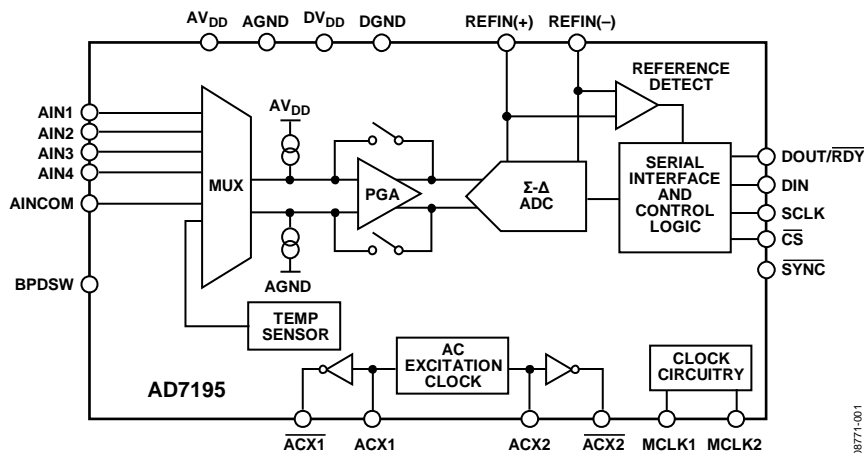 AVDD AGND DVDD DGND REFIN(+) REFIN(–)
REFERENCE
DETECT
AIN1
AIN2
AIN3
AIN4
AINCOM
BPDSW
MUX
AVDD
AGND
PGA
Σ-Δ
ADC
SERIAL
INTERFACE
AND
CONTROL
LOGIC
DOUT/RDY
DIN
SCLK
CS
SYNC
TEMP
SENSOR
AC
EXCITATION
CLOCK
CLOCK
CIRCUITRY
AD7195
ACX1 ACX1 ACX2 ACX2 MCLK1 MCLK2
08771-001